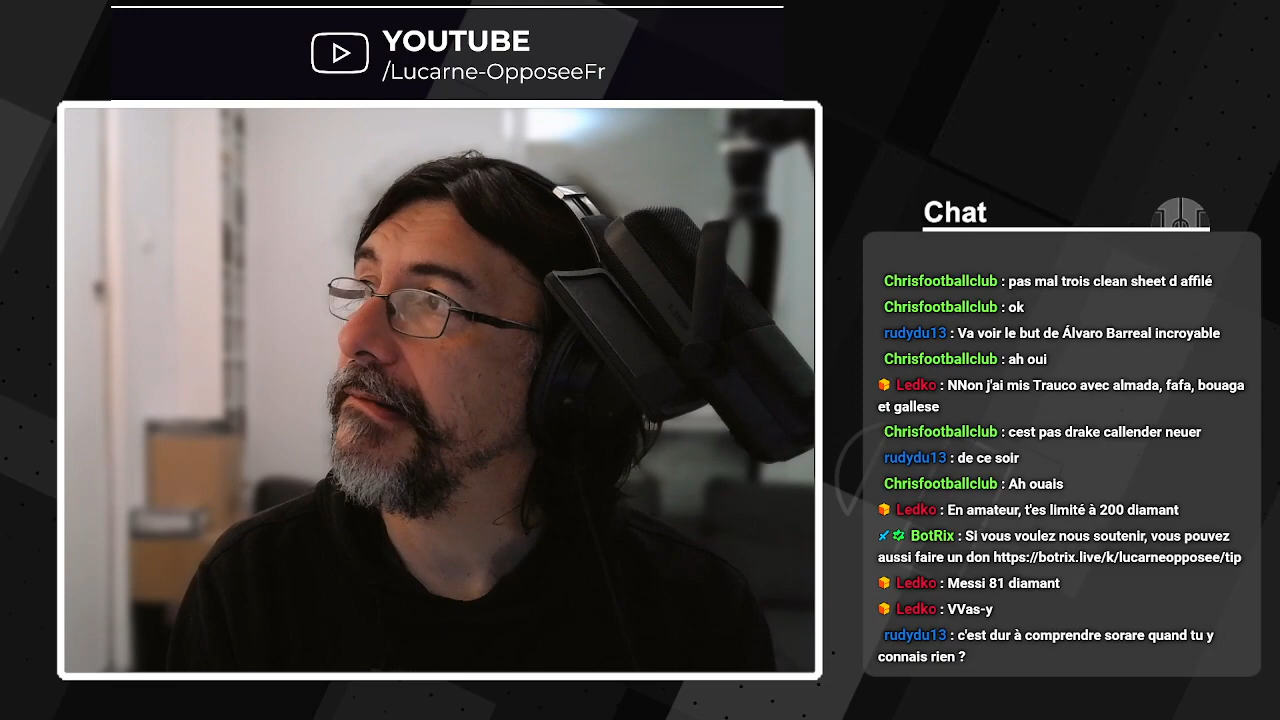 YOUTUBE
/Lucarne-OpposeeFr
Chat
Chrisfootballclub : pas mal trois clean sheet d affilé
Chrisfootballclub : ok
rudydu13 : Va voir le but de Álvaro Barreal incroyable
Chrisfootballclub : ah oui
Ledko : NNon j'ai mis Trauco avec almada, fafa, bouaga
et gallese
Chrisfootballclub : cest pas drake callender neuer
rudydu13 : de ce soir
Chrisfootballclub : Ah ouais
Ledko : En amateur, t'es limité à 200 diamant
BotRix : Si vous voulez nous soutenir, vous pouvez
aussi faire un don https://botrix.live/k/lucarneopposee/tip
Ledko : Messi 81 diamant
Ledko : VVas-y
rudydu13 : c'est dur à comprendre sorare quand tu y
connais rien ?